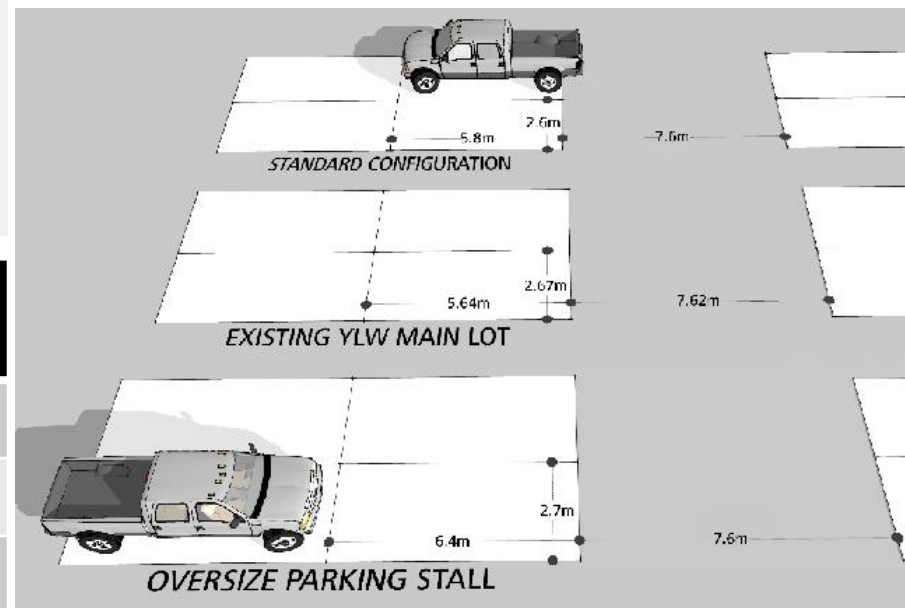 2.6m
5.8m
7.6m
STANDARD CONFIGURATION
2.67m
5.64m
7.62m
EXISTING YLW MAIN LOT
2.7m
6.4m
7.6m
OVERSIZE PARKING STALL